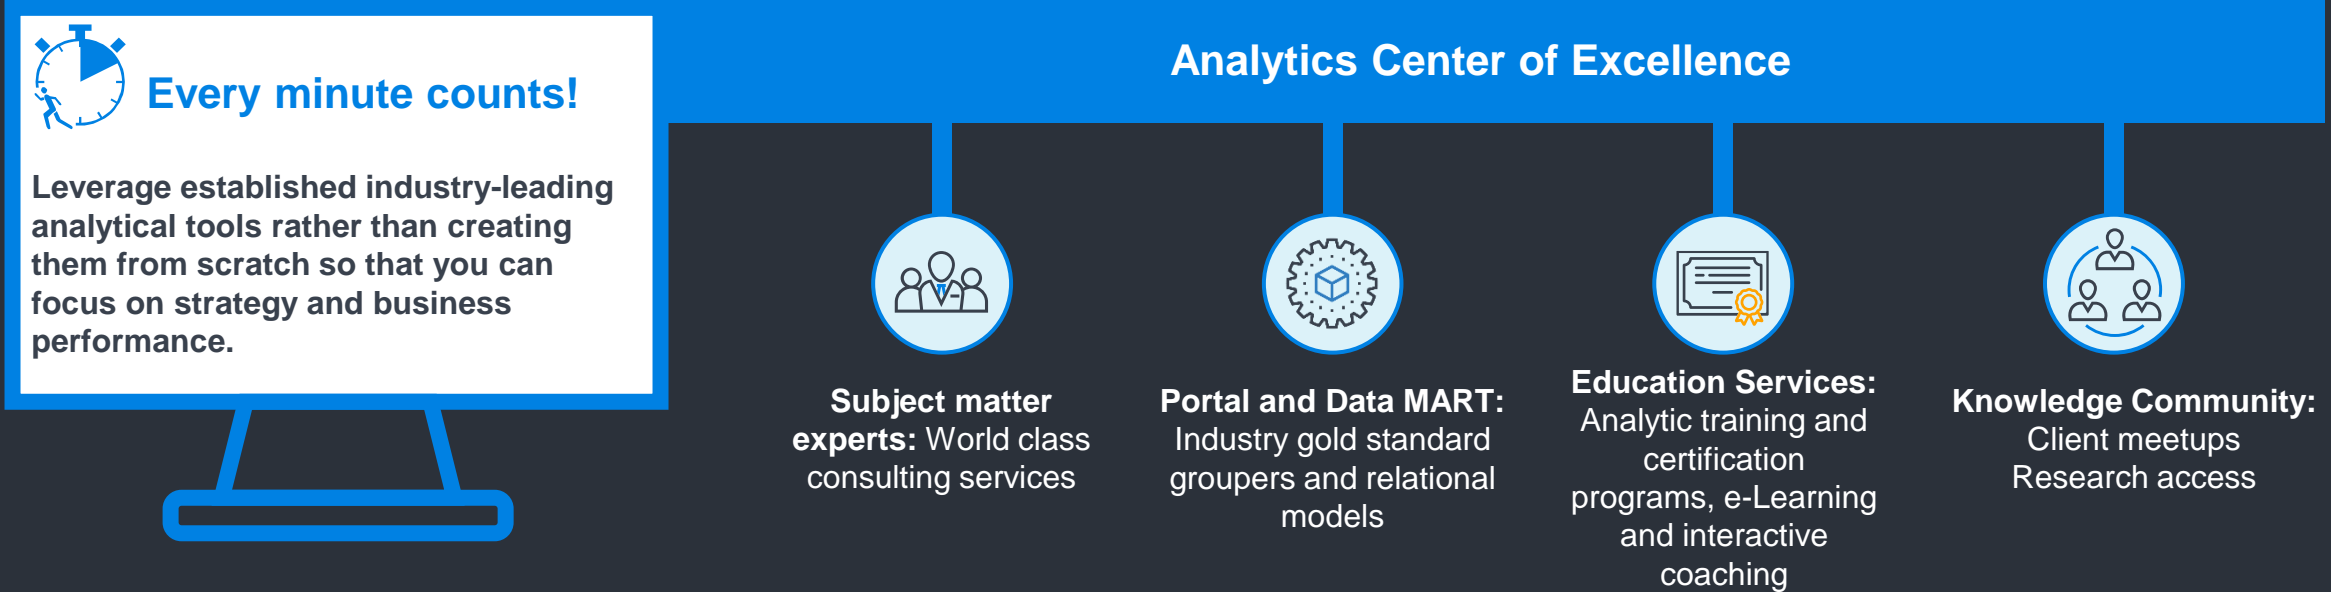 Every minute counts!
Leverage established industry-leading
analytical tools rather than creating
them from scratch so that you can
focus on strategy and business
performance.
Analytics Center of Excellence
Subject matter
experts: World class
consulting services
Portal and Data MART:
Industry gold standard
groupers and relational
models
Education Services:
Analytic training and
certification
programs, e-Learning
and interactive
coaching
Knowledge Community:
Client meetups
Research access